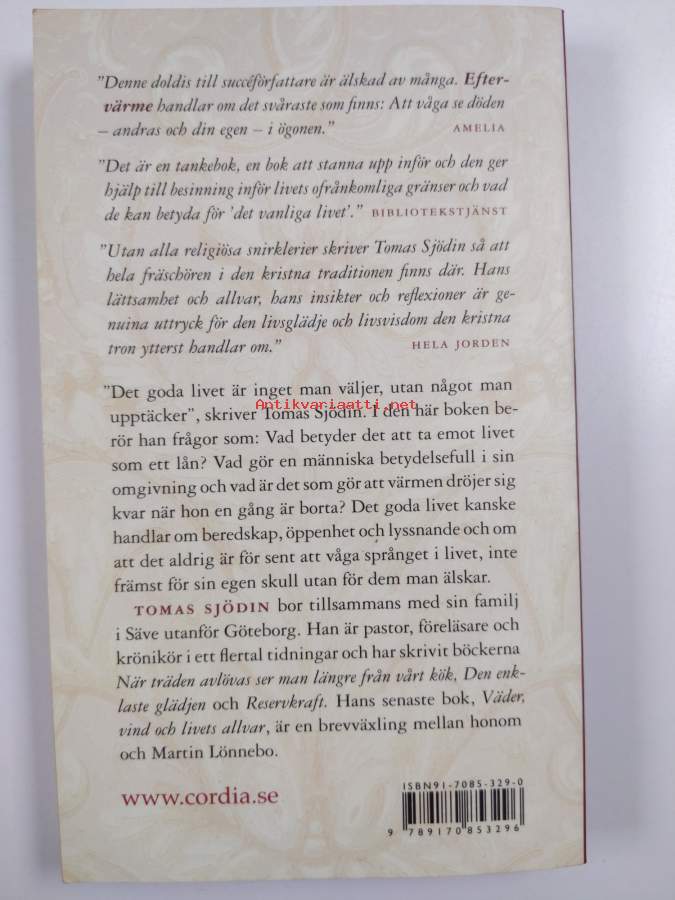 ”Denne doldis till succéförfattare är älskad av många. Efter-
värme handlar om det svåraste som finns: Att våga se döden
– andras och din egen – i ögonen.” AMELIA
”Det är en tankebok, en bok att stanna upp inför och den ger
hjälp till besinning inför livets ofrånkomliga gränser och vad
de kan betyda för ’det vanliga livet’.” BIBLIOTEKSTJÄNST
”Utan alla religiösa snirklerier skriver Tomas Sjödin så att
hela fräschören i den kristna traditionen finns där. Hans
lättsamhet och allvar, hans insikter och reflexioner är ge-
nuina uttryck för den livsglädje och livsvisdom den kristna
tron ytterst handlar om.” HELA JORDEN
”Det goda livet är inget man väljer, utan något man
upptäcker”, skriver Tomas Sjödin. I den här boken be-
Antikvariaatti.net
rör han frågor som: Vad betyder det att ta emot livet
som ett lån? Vad gör en människa betydelsefull i sin
omgivning och vad är det som gör att värmen dröjer sig
kvar när hon en gång är borta? Det goda livet kanske
handlar om beredskap, öppenhet och lyssnande och om
att det aldrig är för sent att våga språnget i livet, inte
främst för sin egen skull utan för dem man älskar.
TOMAS SJÖDIN bor tillsammans med sin familj
i Säve utanför Göteborg. Han är pastor, föreläsare och
krönikör i ett flertal tidningar och har skrivit böckerna
När träden avlövas ser man längre från vårt kök, Den enk-
laste glädjen och Reservkraft. Hans senaste bok, Väder,
vind och livets allvar, är en brevväxling mellan honom
och Martin Lönnebo.
www.cordia.se
ISBN91-7085-329-0
9 789170 853296